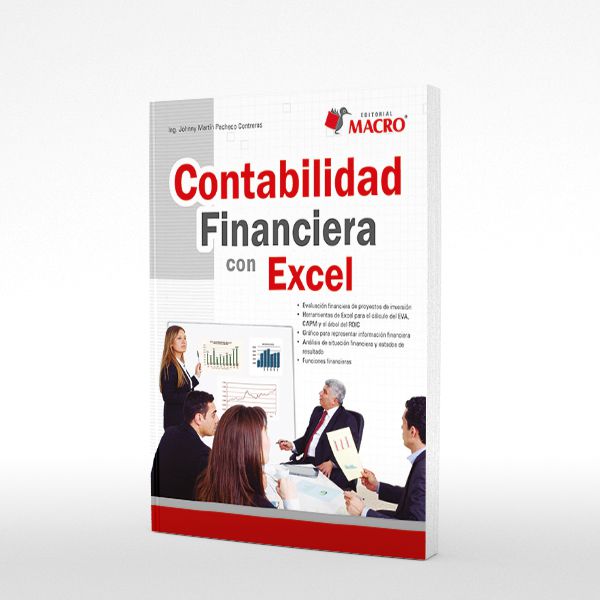 Ing. Johnny Martín Pacheco Contreras
EDITORIAL
MACRO®
Contabilidad
Financiera
con Excel
• Evaluación financiera de proyectos de inversión
• Herramientas de Excel para el cálculo del EVA,
CAPM y el árbol del ROIC
• Gráfico para representar información financiera
• Análisis de situación financiera y estados de
resultado
• Funciones financieras